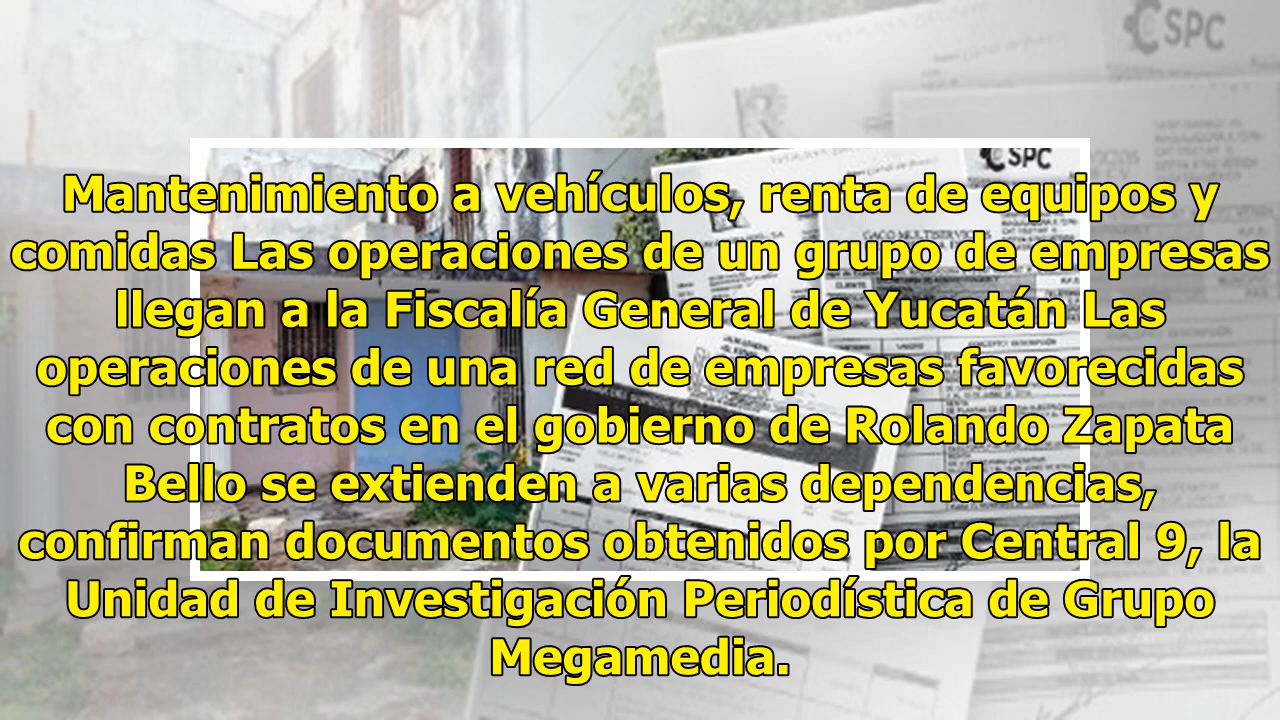 SPC
SPC
Mantenimiento a vehículos, renta de equipos y
comidas Las operaciones de un grupo de empresas
llegan a la Fiscalía General de Yucatán Las
operaciones de una red de empresas favorecidas
con contratos en el gobierno de Rolando Zapata
Bello se extienden a varias dependencias,
confirman documentos obtenidos por Central 9, la
Unidad de Investigación Periodística de Grupo
Megamedia.